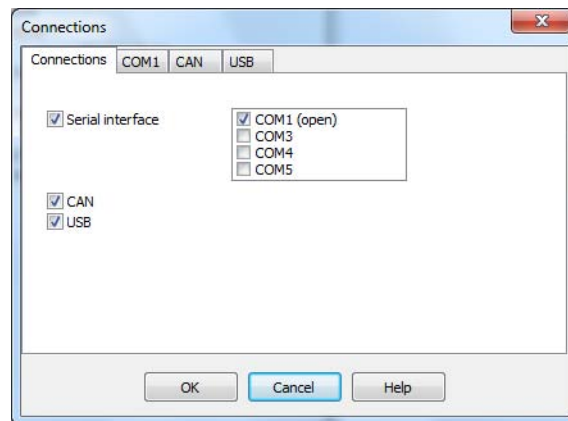 Connections
Connections COM1 CAN USB
Serial interface COM1 (open)
COM3
COM4
COM5
CAN
USB
OK Cancel Help